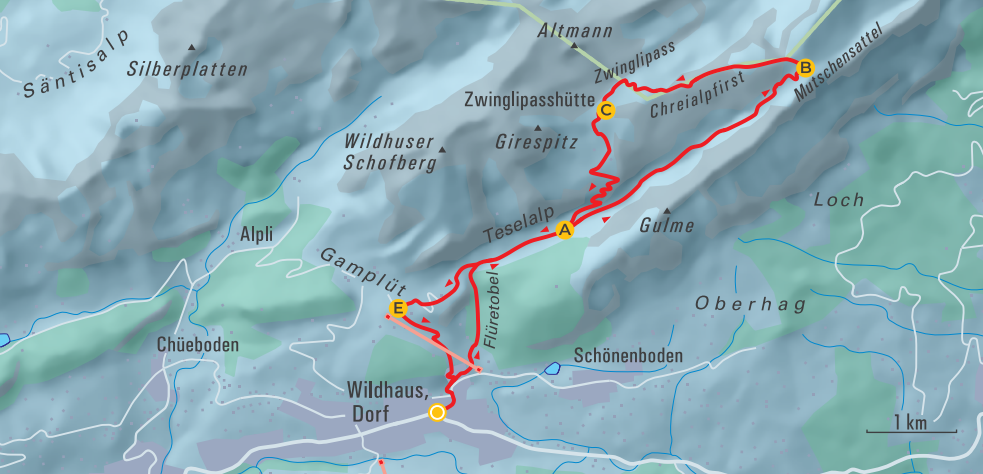 Altmann
Säntisalp
Silberplatten
Zwinglipass
B
Mutschensattel
Chreialpfirst
Zwinglipasshütte
C
Girespitz
Wildhuser
Schofberg
Loch
Teselalp
A
Gulme
Alpli
Gamplüt
E
Flüretobel
Oberhag
Chüeboden
Schönenboden
Wildhaus,
Dorf
1 km